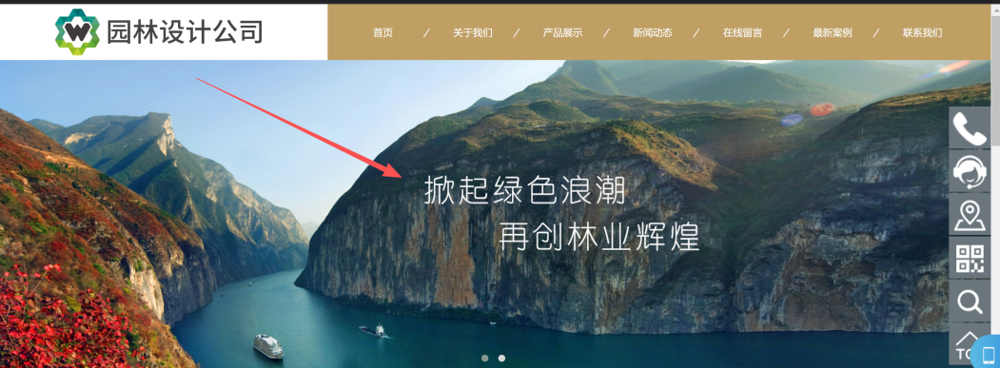 园林设计公司
首页 / 关于我们 / 产品展示 / 新闻动态 / 在线留言 / 最新案例 / 联系我们
掀起绿色浪潮
再创林业辉煌